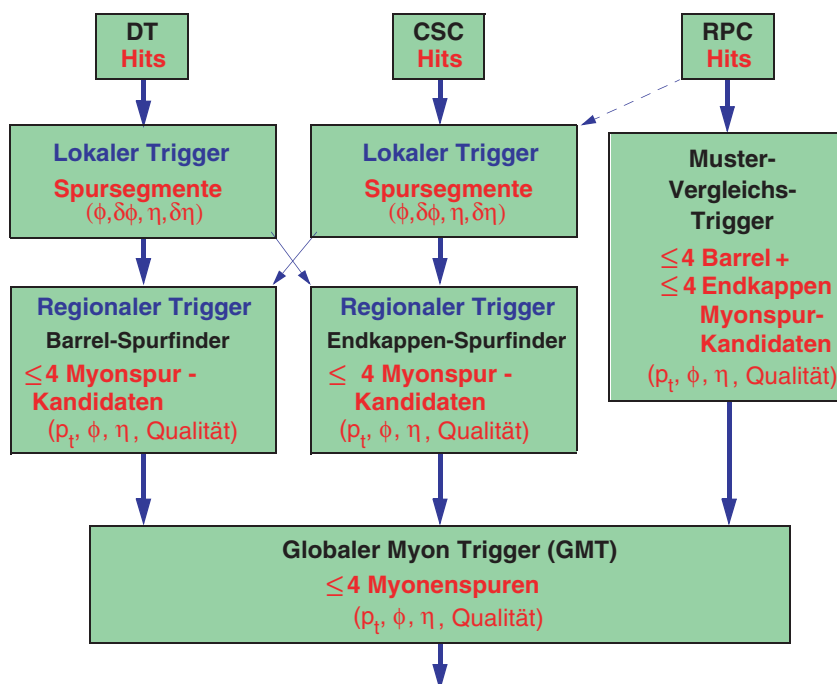 DT
Hits
CSC
Hits
RPC
Hits
Lokaler Trigger
Spursegmente
(ϕ,δϕ, η,δη)
Lokaler Trigger
Spursegmente
(ϕ,δϕ, η,δη)
Muster-
Vergleichs-
Trigger
≤4 Barrel +
≤4 Endkappen
Myonspur-
Kandidaten
(pt, ϕ, η, Qualität)
Regionaler Trigger
Barrel-Spurfinder
≤4 Myonspur -
Kandidaten
(pt, ϕ, η, Qualität)
Regionaler Trigger
Endkappen-Spurfinder
≤ 4 Myonspur -
Kandidaten
(pt, ϕ, η, Qualität)
Globaler Myon Trigger (GMT)
≤4 Myonenspuren
(pt, ϕ, η, Qualität)